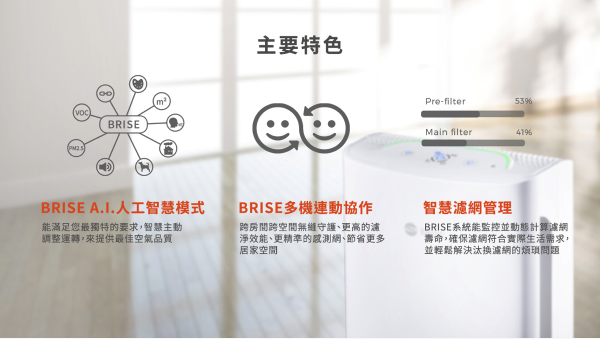 主要特色
m²
VOC
BRISE
PM2.5
Pre-filter 53%
Main filter 41%
BRISE A.I.人工智慧模式
能滿足您最獨特的要求,智慧主動
調整運轉,來提供最佳空氣品質
BRISE多機連動協作
跨房間跨空間無縫守護、更高的濾
淨效能、更精準的感測網、節省更多
居家空間
智慧濾網管理
BRISE系統能監控並動態計算濾網
壽命,確保濾網符合實際生活需求,
並輕鬆解決汰換濾網的煩瑣問題